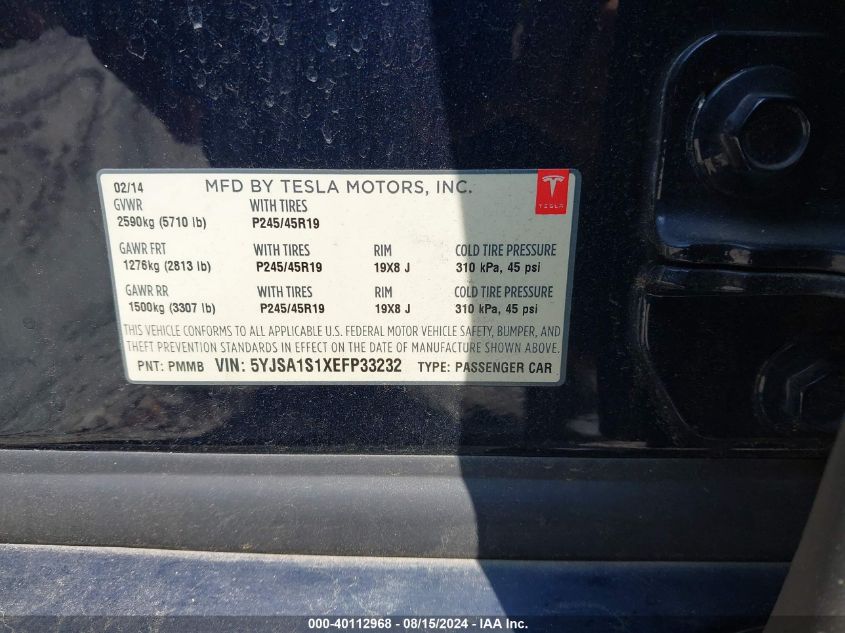 02/14 MFD BY TESLA MOTORS, INC.
TESLA
GVWR WITH TIRES
2590kg (5710 lb) P245/45R19
GAWR FRT WITH TIRES RIM COLD TIRE PRESSURE
1276kg (2813 lb) P245/45R19 19X8 J 310 kPa, 45 psi
GAWR RR WITH TIRES RIM COLD TIRE PRESSURE
1500kg (3307 lb) P245/45R19 19X8 J 310 kPa, 45 psi
THIS VEHICLE CONFORMS TO ALL APPLICABLE U.S. FEDERAL MOTOR VEHICLE SAFETY, BUMPER, AND
THEFT PREVENTION STANDARDS IN EFFECT ON THE DATE OF MANUFACTURE SHOWN ABOVE.
PNT: PMMB VIN: 5YJSA1S1XEFP33232 TYPE: PASSENGER CAR
000-40112968 - 08/15/2024 - IAAI.com